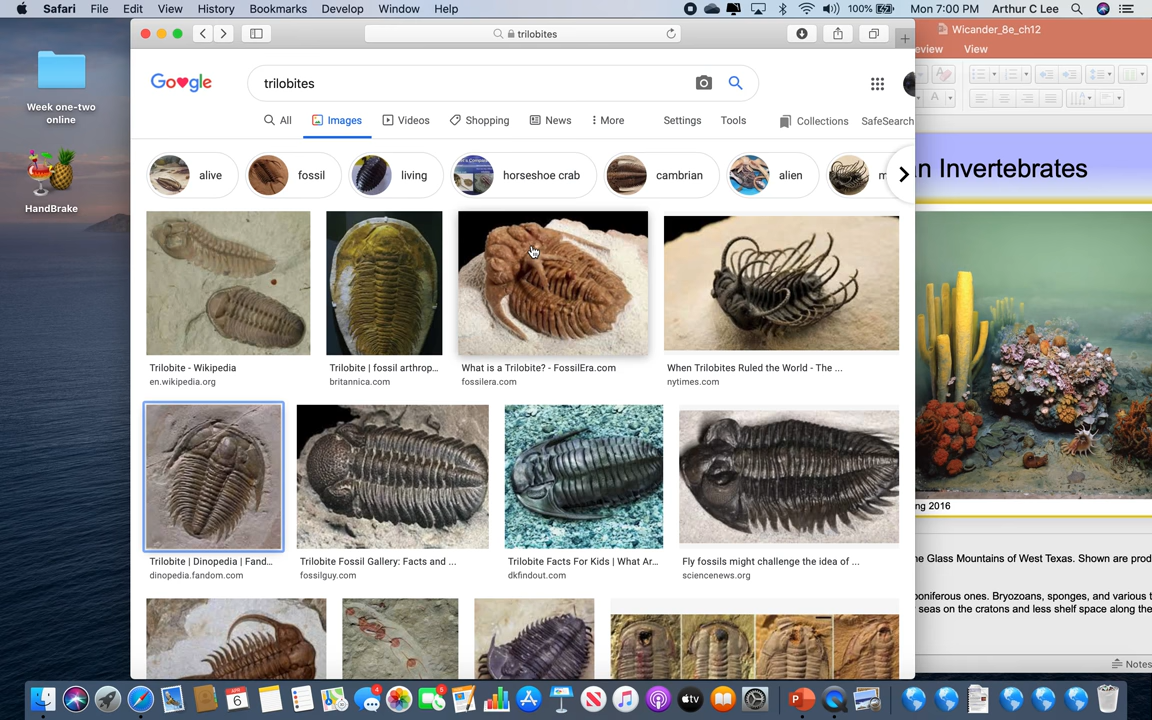 Safari File Edit View History Bookmarks Develop Window Help 100% Mon 7:00 PM Arthur C Lee
trilobites
Wicander_8e_ch12
View
Week one-two
online
HandBrake
Google
trilobites
All Images Videos Shopping News More Settings Tools Collections SafeSearch
alive fossil living horseshoe crab cambrian alien
n Invertebrates
Trilobite - Wikipedia
en.wikipedia.org
Trilobite | fossil arthrop...
britannica.com
What is a Trilobite? - FossilEra.com
fossilera.com
When Trilobites Ruled the World - The ...
nytimes.com
Trilobite | Dinopedia | Fand...
dinopedia.fandom.com
Trilobite Fossil Gallery: Facts and ...
fossilguy.com
Trilobite Facts For Kids | What Ar...
dkfindout.com
Fly fossils might challenge the idea of ...
sciencenews.org
ng 2016
e Glass Mountains of West Texas. Shown are prod
oniferous ones. Bryozoans, sponges, and various t
seas on the cratons and less shelf space along the
Notes
APR
6
4
5
tv